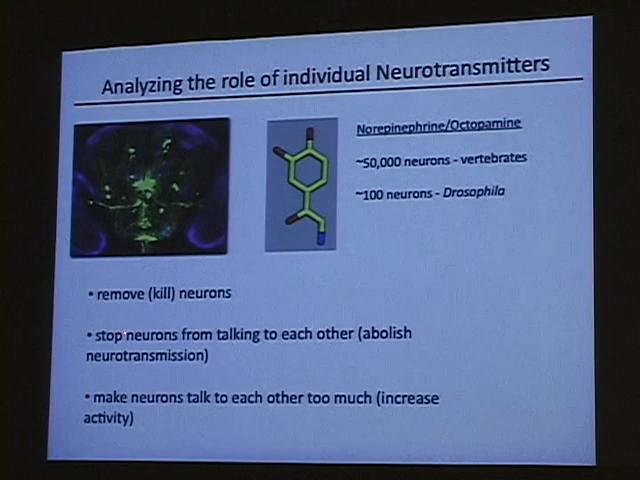 Analyzing the role of individual Neurotransmitters
Norepinephrine/Octopamine
~50,000 neurons - vertebrates
~100 neurons - Drosophila
• remove (kill) neurons
• stop neurons from talking to each other (abolish
neurotransmission)
• make neurons talk to each other too much (increase
activity)